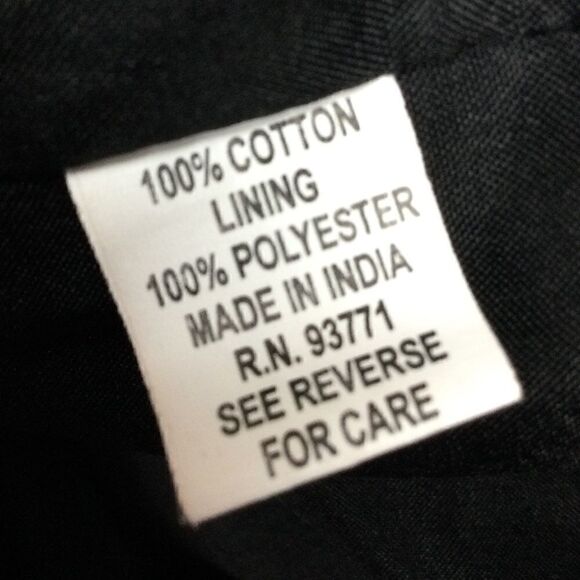 100% COTTON
LINING
100% POLYESTER
MADE IN INDIA
R.N. 93771
SEE REVERSE
FOR CARE